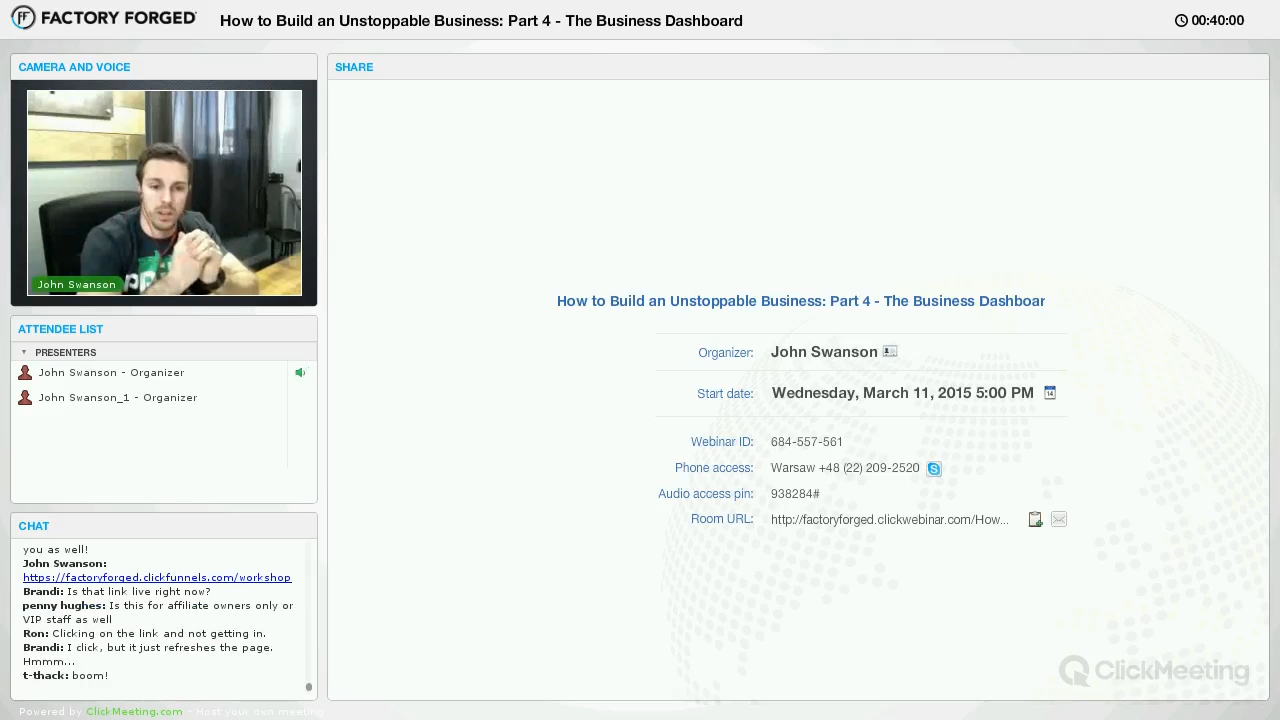 FACTORY FORGED
How to Build an Unstoppable Business: Part 4 - The Business Dashboard
00:40:00
CAMERA AND VOICE
John Swanson
ATTENDEE LIST
PRESENTERS
John Swanson - Organizer
John Swanson_1 - Organizer
CHAT
you as well!
John Swanson:
https://factoryforged.clickfunnels.com/workshop
Brandi: Is that link live right now?
penny hughes: Is this for affiliate owners only or
VIP staff as well
Ron: Clicking on the link and not getting in.
Brandi: I click, but it just refreshes the page.
Hmmm...
t-thack: boom!
Powered by ClickMeeting.com - Host your own meeting
SHARE
How to Build an Unstoppable Business: Part 4 - The Business Dashboar
Organizer: John Swanson
Start date: Wednesday, March 11, 2015 5:00 PM
Webinar ID: 684-557-561
Phone access: Warsaw +48 (22) 209-2520
Audio access pin: 938284#
Room URL: http://factoryforged.clickwebinar.com/How...
ClickMeeting